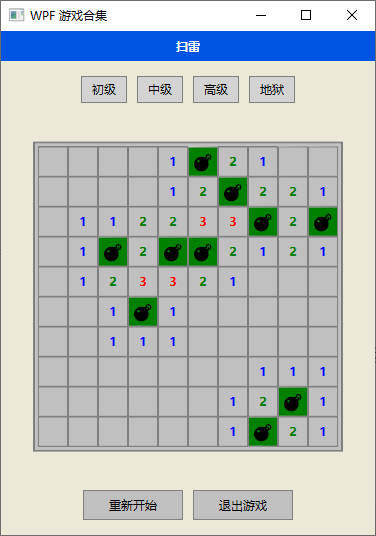 WPF 游戏合集
扫雷
初级 中级 高级 地狱
1 2 1
1 2 2 2 1
1 1 2 2 3 3 2
1 2 2 1 2 1
1 2 3 3 2 1
1 1
1 1 1
1 1 1
1 2 1
1 2 1
重新开始 退出游戏